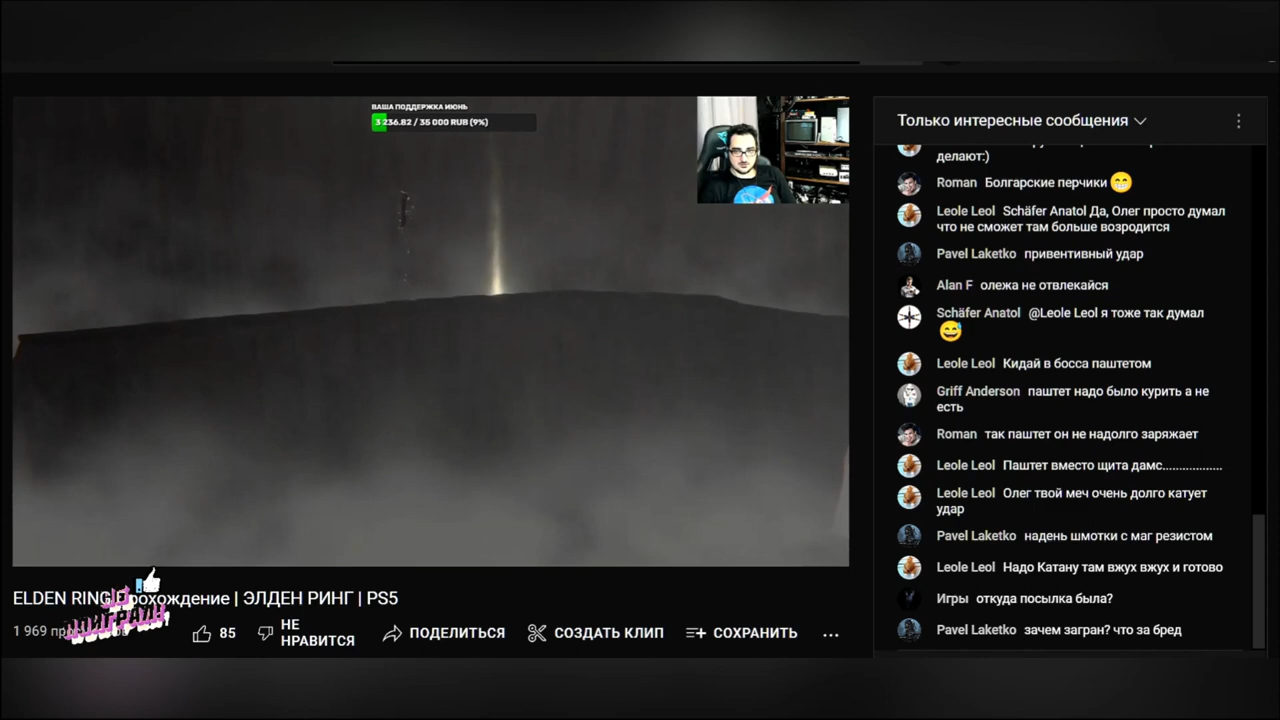 ВАША ПОДДЕРЖКА ИЮНЬ
3 236.82 / 35 000 RUB (9%)
ELDEN RING
рохождение | ЭЛДЕН РИНГ | PS5
1 969
85
НЕ
НРАВИТСЯ
ПОДЕЛИТЬСЯ
СОЗДАТЬ КЛИП
СОХРАНИТЬ
Только интересные сообщения
делают:)
Roman Болгарские перчики
Leole Leol Schäfer Anatol Да, Олег просто думал
что не сможет там больше возродится
Pavel Laketko привентивный удар
Alan F олежа не отвлекайся
Schäfer Anatol @Leole Leol я тоже так думал
Leole Leol Кидай в босса паштетом
Griff Anderson паштет надо было курить а не
есть
Roman так паштет он не надолго заряжает
Leole Leol Паштет вместо щита дамс..................
Leole Leol Олег твой меч очень долго катует
удар
Pavel Laketko надень шмотки с маг резистом
Leole Leol Надо Катану там вжух вжух и готово
Игры откуда посылка была?
Pavel Laketko зачем загран? что за бред